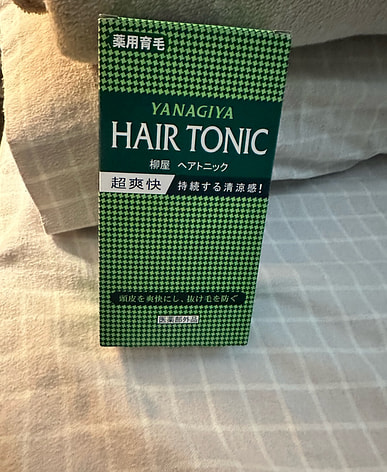 薬用育毛
YANAGIYA
HAIR TONIC
柳屋 ヘアトニック
超爽快 持続する清涼感!
頭皮を爽快にし、抜け毛を防ぐ
医薬部外品